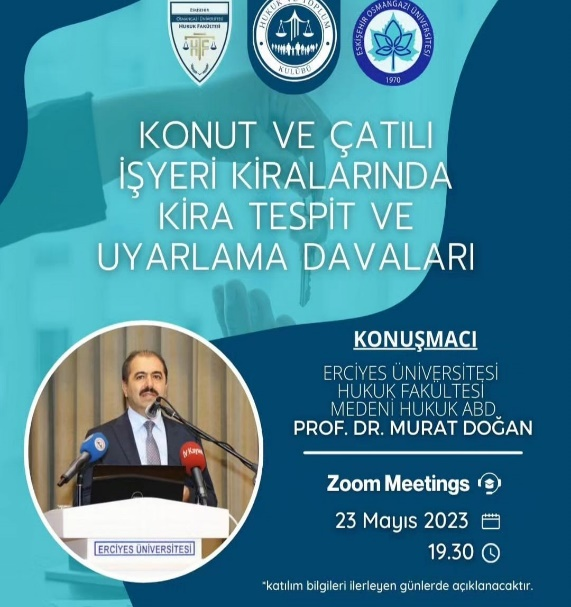 ESKİŞEHİR
OSMANGAZİ ÜNİVERSİTESİ
HUKUK FAKÜLTESİ
HUKUK VE TOPLUM
KULÜBÜ
ESKİŞEHİR OSMANGAZİ ÜNİVERSİTESİ
1970
KONUT VE ÇATILI
İŞYERİ KİRALARINDA
KİRA TESPİT VE
UYARLAMA DAVALARI
KONUŞMACI
ERCİYES ÜNİVERSİTESİ
HUKUK FAKÜLTESİ
MEDENİ HUKUK ABD
PROF. DR. MURAT DOĞAN
Zoom Meetings
23 Mayıs 2023
19.30
ERCİYES ÜNİVERSİTESİ
*katılım bilgileri ilerleyen günlerde açıklanacaktır.